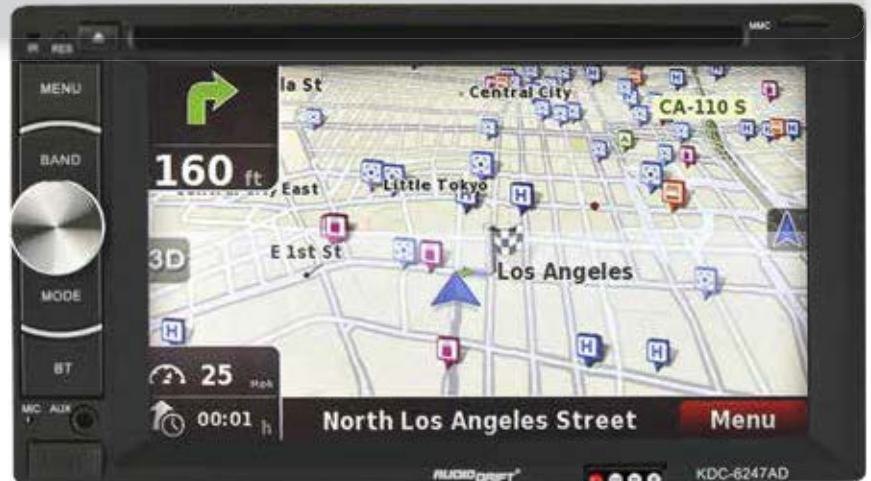 MMC
IR RES
MENU
BAND
MODE
BT
MIC AUX
la St
Central City
CA-110 S
160 ft
East
Little Tokyo
E 1st St
3D
Los Angeles
25
00:01 h
North Los Angeles Street
Menu
AUDIODRIFT
KDC-6247AD